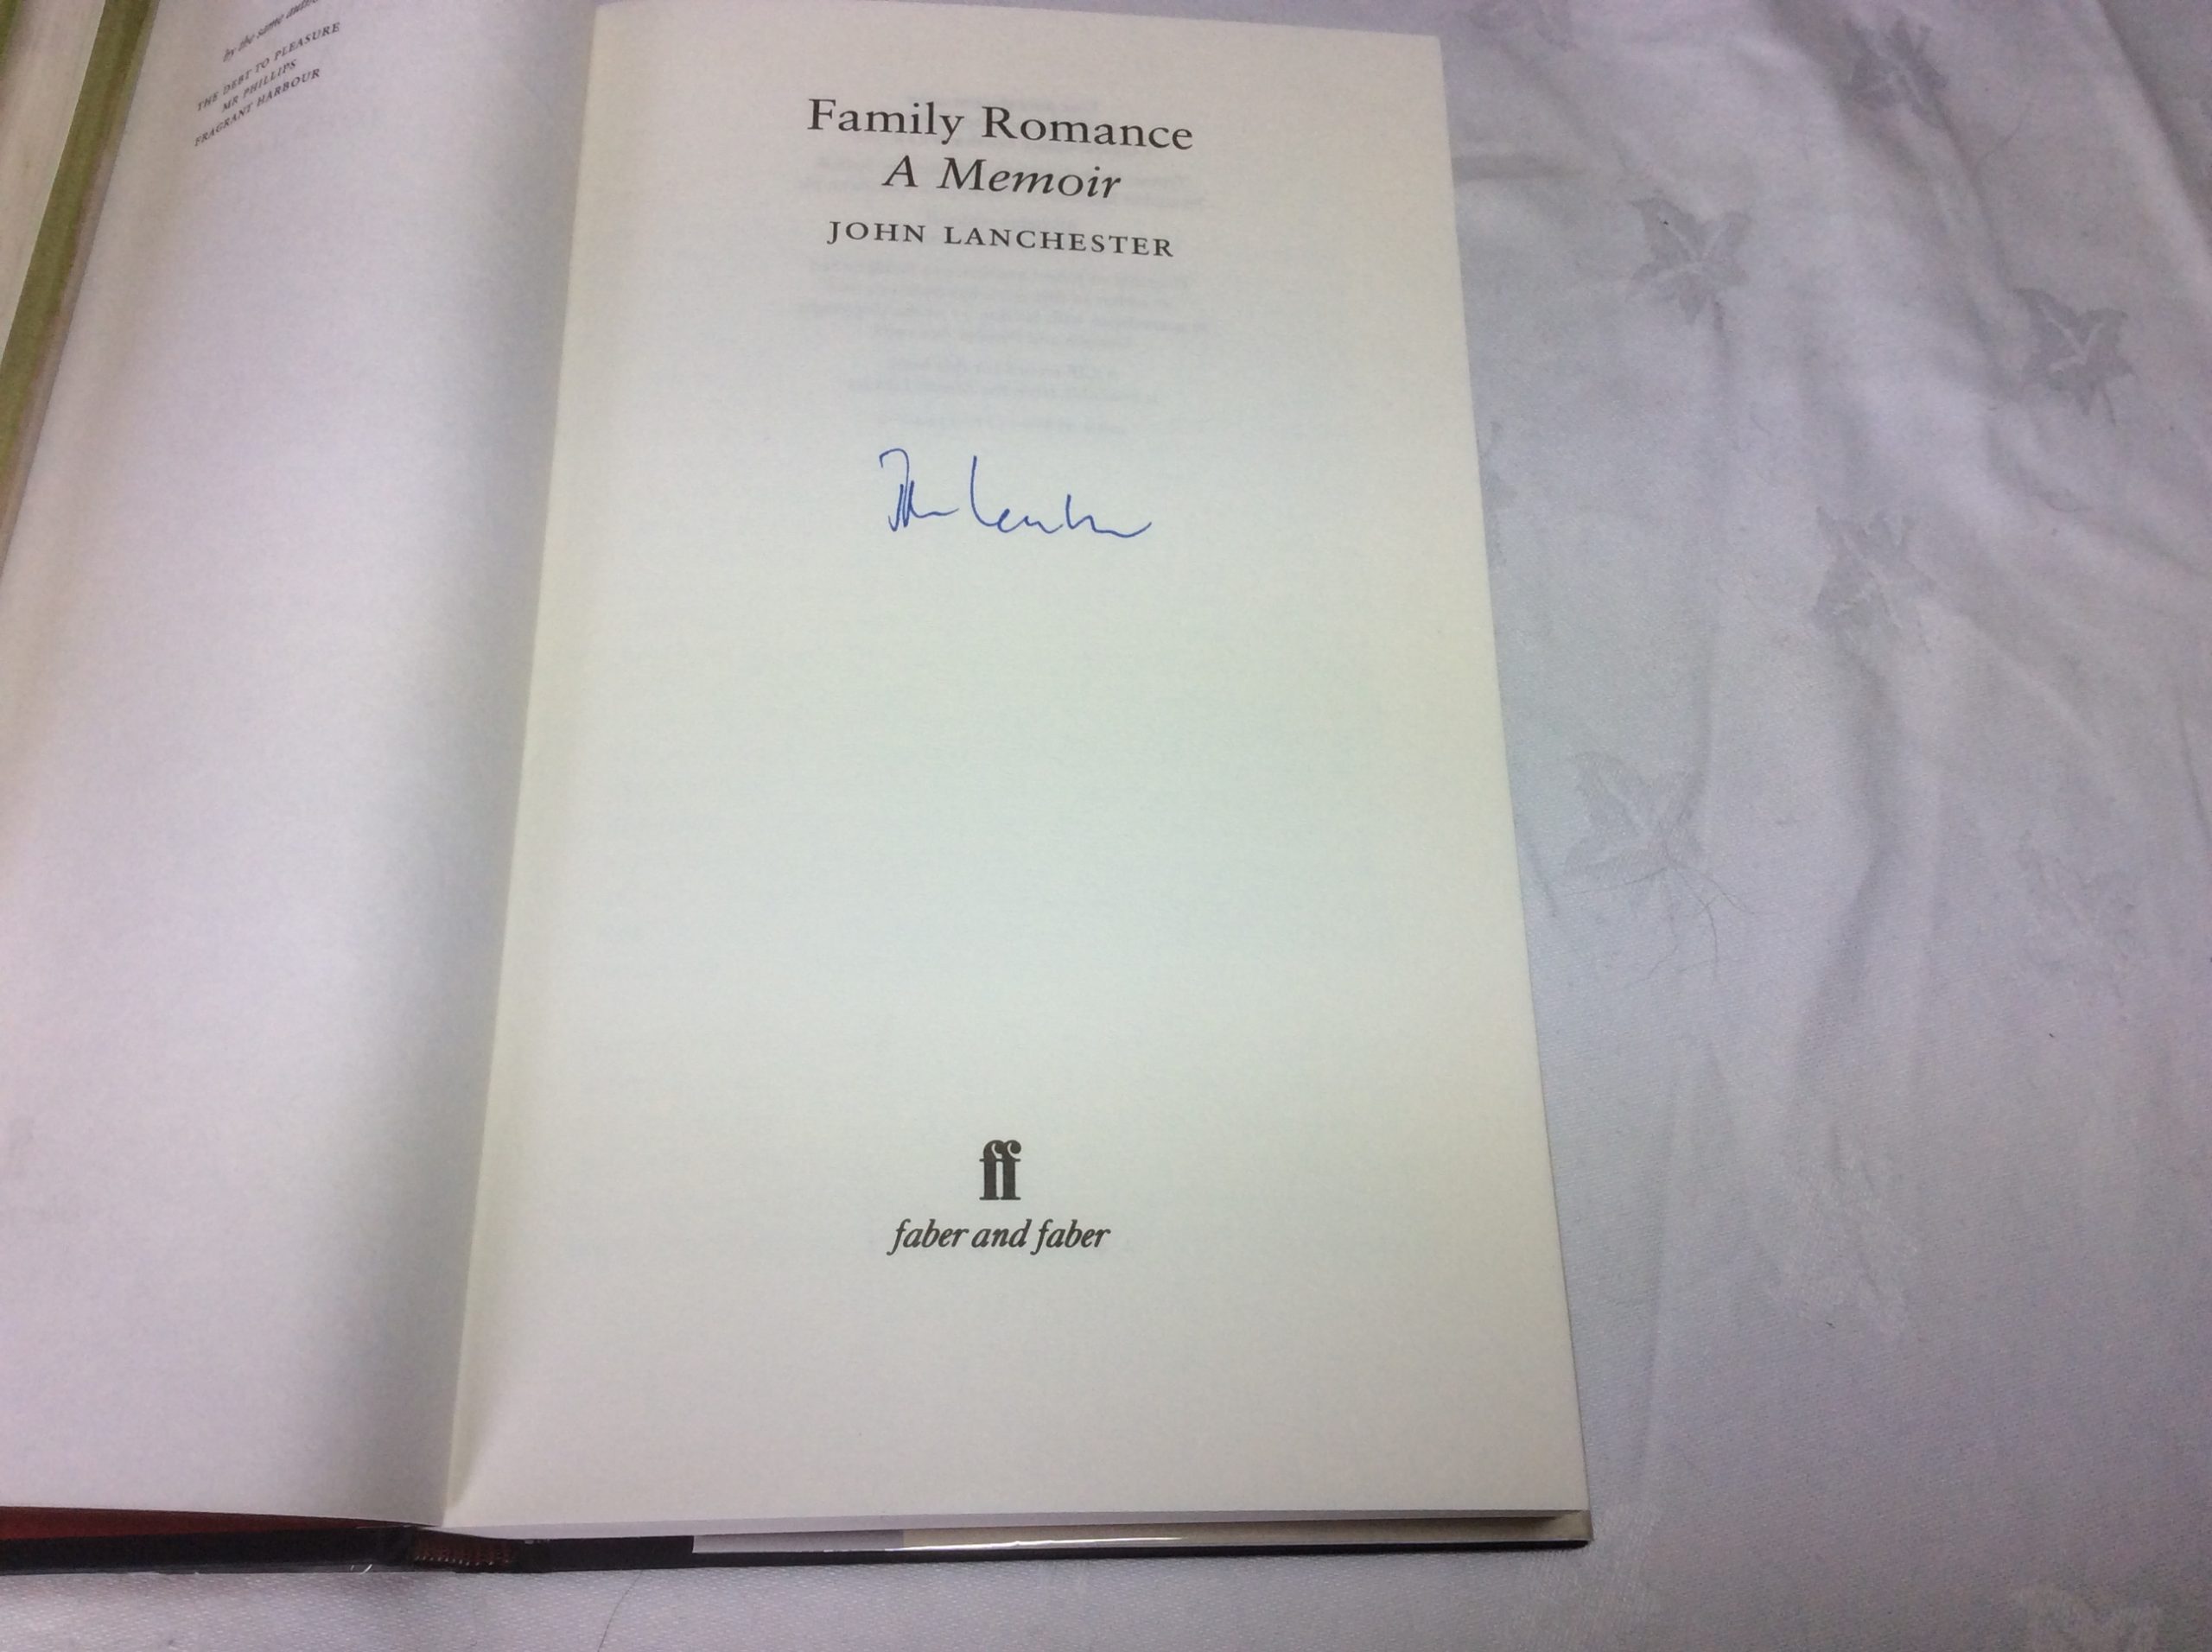 by the same
THE DEBT TO PLEASURE
MR PHILLIPS
FRAGRANT HARBOUR
Family Romance
A Memoir
JOHN LANCHESTER
ff
faber and faber